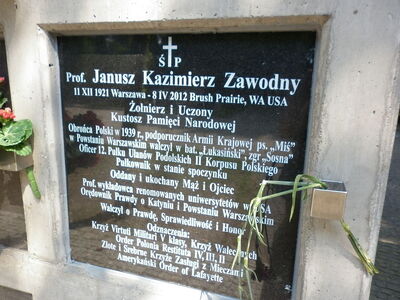 Ś P
Prof. Janusz Kazimierz Zawodny
11 XII 1921 Warszawa - 8 IV 2012 Brush Prairie, WA USA
Żołnierz i Uczony
Kustosz Pamięci Narodowej
Obrońca Polski w 1939 r., podporucznik Armii Krajowej ps. „Miś”
w Powstaniu Warszawskim walczył w bat. „Łukasiński”, zgr „Sosna”
Oficer 12. Pułku Ułanów Podolskich II Korpusu Polskiego
Pułkownik w stanie spoczynku
Oddany i ukochany Mąż i Ojciec
Prof. wykładowca renomowanych uniwersytetów w USA
Orędownik Prawdy o Katyniu i Powstaniu Warszawskim
Walczył o Prawdę, Sprawiedliwość i Honor
Odznaczenia:
Krzyż Virtuti Militari V klasy, Krzyż Walecznych
Order Polonia Restituta IV, III, II
Złote i Srebrne Krzyże Zasługi z Mieczami
Amerykański Order of Lafayette